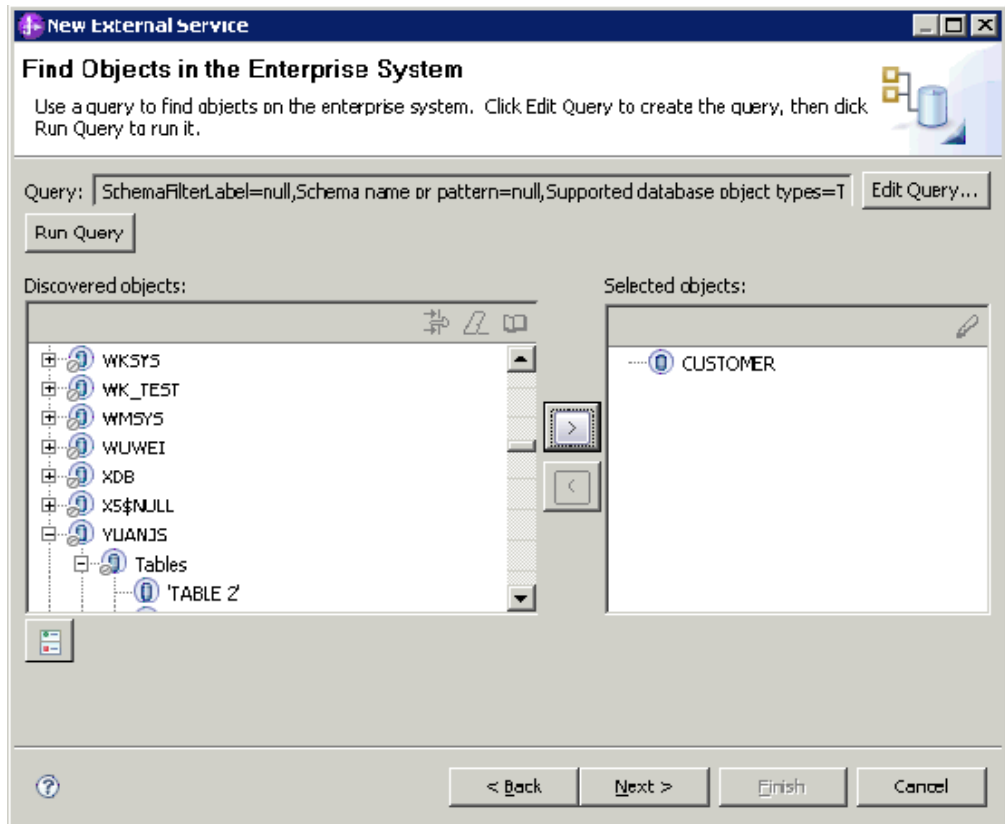 New External Service
Find Objects in the Enterprise System
Use a query to find objects on the enterprise system. Click Edit Query to create the query, then click
Run Query to run it.
Query: SchemaFilterLabel=null,Schema name or pattern=null,Supported database object types=T
Edit Query...
Run Query
Discovered objects:
Selected objects:
WKSYS
CUSTOMER
WK_TEST
WMSYS
WUWEI
XDB
XS$NULL
YUANJS
Tables
'TABLE 2'
< Back
Next >
Finish
Cancel